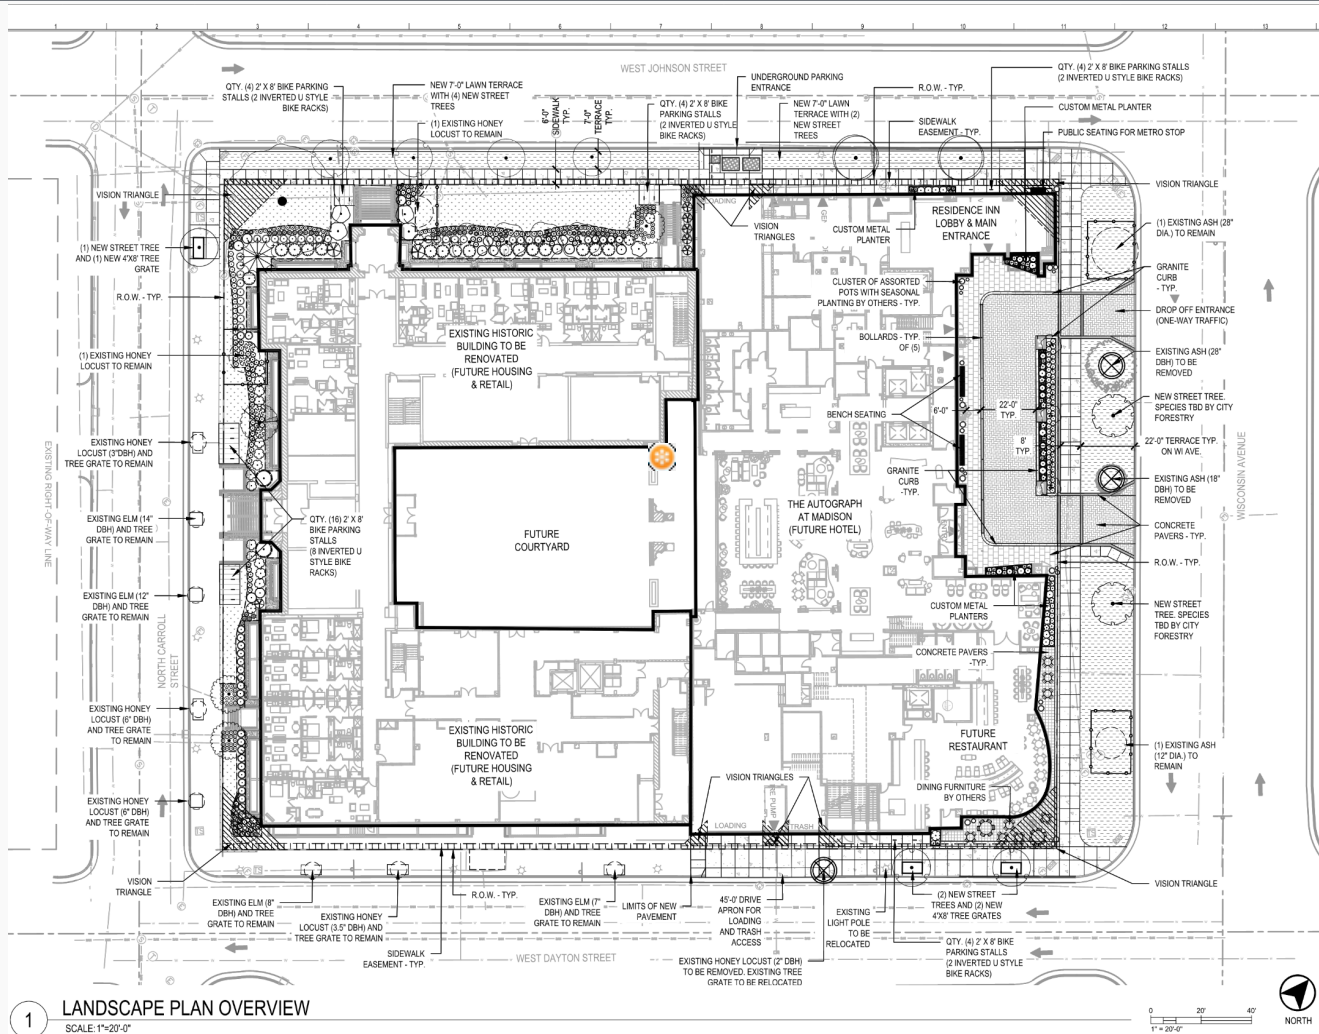 2
3
4
5
6
7
8
9
10
11
12
13
WEST JOHNSON STREET
QTY. (4) 2' X 8' BIKE PARKING
STALLS (2 INVERTED U STYLE
BIKE RACKS)
NEW 7'-0" LAWN TERRACE
WITH (4) NEW STREET
TREES
(1) EXISTING HONEY
LOCUST TO REMAIN
6'-0"
SIDEWALK
TYP.
7'-0"
TERRACE
TYP.
QTY. (4) 2' X 8' BIKE
PARKING STALLS
(2 INVERTED U STYLE
BIKE RACKS)
UNDERGROUND PARKING
ENTRANCE
NEW 7'-0" LAWN
TERRACE WITH (2)
NEW STREET
TREES
R.O.W. - TYP.
SIDEWALK
EASEMENT - TYP.
QTY. (4) 2' X 8' BIKE PARKING STALLS
(2 INVERTED U STYLE BIKE RACKS)
CUSTOM METAL PLANTER
PUBLIC SEATING FOR METRO STOP
VISION TRIANGLE
VISION TRIANGLE
(1) NEW STREET TREE
AND (1) NEW 4'X8' TREE
GRATE
R.O.W. - TYP.
(1) EXISTING HONEY
LOCUST TO REMAIN
EXISTING HONEY
LOCUST (3"DBH) AND
TREE GRATE TO REMAIN
EXISTING ELM (14"
DBH) AND TREE
GRATE TO REMAIN
EXISTING ELM (12"
DBH) AND TREE
GRATE TO REMAIN
EXISTING RIGHT-OF-WAY LINE
NORTH CARROLL
STREET
EXISTING HONEY
LOCUST (6" DBH)
AND TREE GRATE
TO REMAIN
EXISTING HONEY
LOCUST (6" DBH)
AND TREE GRATE
TO REMAIN
VISION
TRIANGLE
LOADING
VISION
TRIANGLES
CUSTOM METAL
PLANTER
RESIDENCE INN
LOBBY & MAIN
ENTRANCE
CLUSTER OF ASSORTED
POTS WITH SEASONAL
PLANTING BY OTHERS - TYP.
BOLLARDS - TYP.
OF (5)
BENCH SEATING
6'-0"
22'-0"
TYP.
8'
TYP.
GRANITE
CURB
-TYP.
EXISTING HISTORIC
BUILDING TO BE
RENOVATED
(FUTURE HOUSING
& RETAIL)
FUTURE
COURTYARD
QTY. (16) 2' X 8'
BIKE PARKING
STALLS
(8 INVERTED U
STYLE BIKE
RACKS)
THE AUTOGRAPH
AT MADISON
(FUTURE HOTEL)
CUSTOM METAL
PLANTERS
CONCRETE PAVERS
-TYP.
EXISTING HISTORIC
BUILDING TO BE
RENOVATED
(FUTURE HOUSING
& RETAIL)
FUTURE
RESTAURANT
VISION TRIANGLES
DINING FURNITURE
BY OTHERS
LOADING
TRASH
(1) EXISTING ASH (28"
DIA.) TO REMAIN
GRANITE
CURB
- TYP.
DROP OFF ENTRANCE
(ONE-WAY TRAFFIC)
EXISTING ASH (28"
DBH) TO BE
REMOVED
NEW STREET TREE.
SPECIES TBD BY CITY
FORESTRY
22'-0" TERRACE TYP.
ON WI AVE.
WISCONSIN AVENUE
EXISTING ASH (18"
DBH) TO BE
REMOVED
CONCRETE
PAVERS - TYP.
R.O.W. - TYP.
NEW STREET
TREE. SPECIES
TBD BY CITY
FORESTRY
(1) EXISTING ASH
(12" DIA.) TO
REMAIN
VISION TRIANGLE
EXISTING ELM (8"
DBH) AND TREE
GRATE TO REMAIN
EXISTING HONEY
LOCUST (3.5" DBH) AND
TREE GRATE TO REMAIN
SIDEWALK
EASEMENT - TYP.
R.O.W. - TYP.
EXISTING ELM (7"
DBH) AND TREE
GRATE TO REMAIN
LIMITS OF NEW
PAVEMENT
45'-0' DRIVE
APRON FOR
LOADING
AND TRASH
ACCESS
EXISTING
LIGHT POLE
TO BE
RELOCATED
(2) NEW STREET
TREES AND (2) NEW
4'X8' TREE GRATES
QTY. (4) 2' X 8' BIKE
PARKING STALLS
(2 INVERTED U STYLE
BIKE RACKS)
EXISTING HONEY LOCUST (2" DBH)
TO BE REMOVED. EXISTING TREE
GRATE TO BE RELOCATED
WEST DAYTON STREET
1
LANDSCAPE PLAN OVERVIEW
SCALE: 1"=20'-0"
0 20' 40'
1" = 20'-0"
NORTH